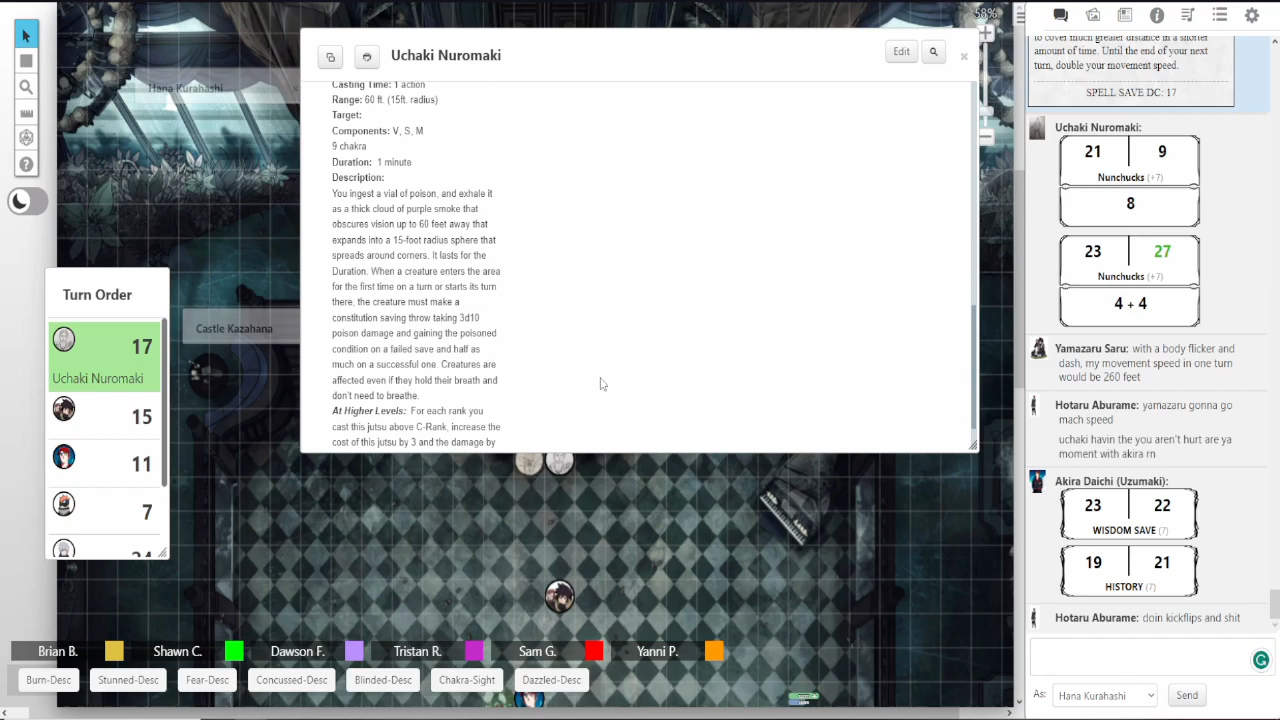 58%
Uchaki Nuromaki
Edit
Hana Kurahashi
Casting Time: 1 action
Range: 60 ft. (15ft. radius)
Target:
Components: V, S, M
9 chakra
Duration: 1 minute
Description:
You ingest a vial of poison, and exhale it
as a thick cloud of purple smoke that
obscures vision up to 60 feet away that
expands into a 15-foot radius sphere that
spreads around corners. It lasts for the
Duration. When a creature enters the area
for the first time on a turn or starts its turn
there, the creature must make a
constitution saving throw taking 3d10
poison damage and gaining the poisoned
condition on a failed save and half as
much on a successful one. Creatures are
affected even if they hold their breath and
don't need to breathe.
At Higher Levels: For each rank you
cast this jutsu above C-Rank, increase the
cost of this jutsu by 3 and the damage by
Castle Kazahana
Turn Order
17
Uchaki Nuromaki
15
11
7
24
Brian B.
Shawn C.
Dawson F.
Tristan R.
Sam G.
Yanni P.
Burn-Desc
Stunned-Desc
Fear-Desc
Concussed-Desc
Blinded-Desc
Chakra-Sight
Dazzled-Desc
to cover much greater distance in a shorter
amount of time. Until the end of your next
turn, double your movement speed.
SPELL SAVE DC: 17
Uchaki Nuromaki:
21 9
Nunchucks (+7)
8
23 27
Nunchucks (+7)
4 + 4
Yamazaru Saru: with a body flicker and
dash, my movement speed in one turn
would be 260 feet
Hotaru Aburame: yamazaru gonna go
mach speed
uchaki havin the you aren't hurt are ya
moment with akira rn
Akira Daichi (Uzumaki):
23 22
WISDOM SAVE (7)
19 21
HISTORY (7)
Hotaru Aburame: doin kickflips and shit
As:
Hana Kurahashi
Send